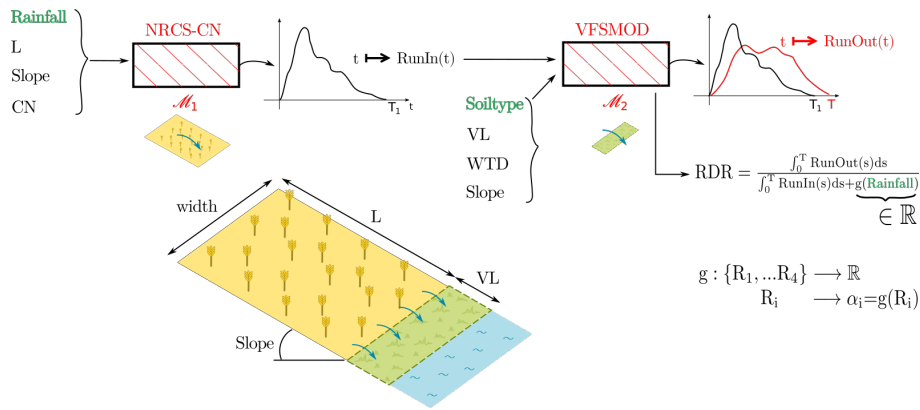 Rainfall
L
Slope
CN
NRCS-CN
ℳ₁
t ↦ RunIn(t)
T₁ t
Soiltype
VL
WTD
Slope
VFSMOD
ℳ₂
t ↦ RunOut(t)
T₁ T
RDR = ∫₀ᵀ RunOut(s)ds / ∫₀ᵀ RunIn(s)ds+g(Rainfall)
∈ ℝ
g : {R₁,...R₄} ⟶ ℝ
Rᵢ ⟶ αᵢ=g(Rᵢ)
width
L
VL
Slope